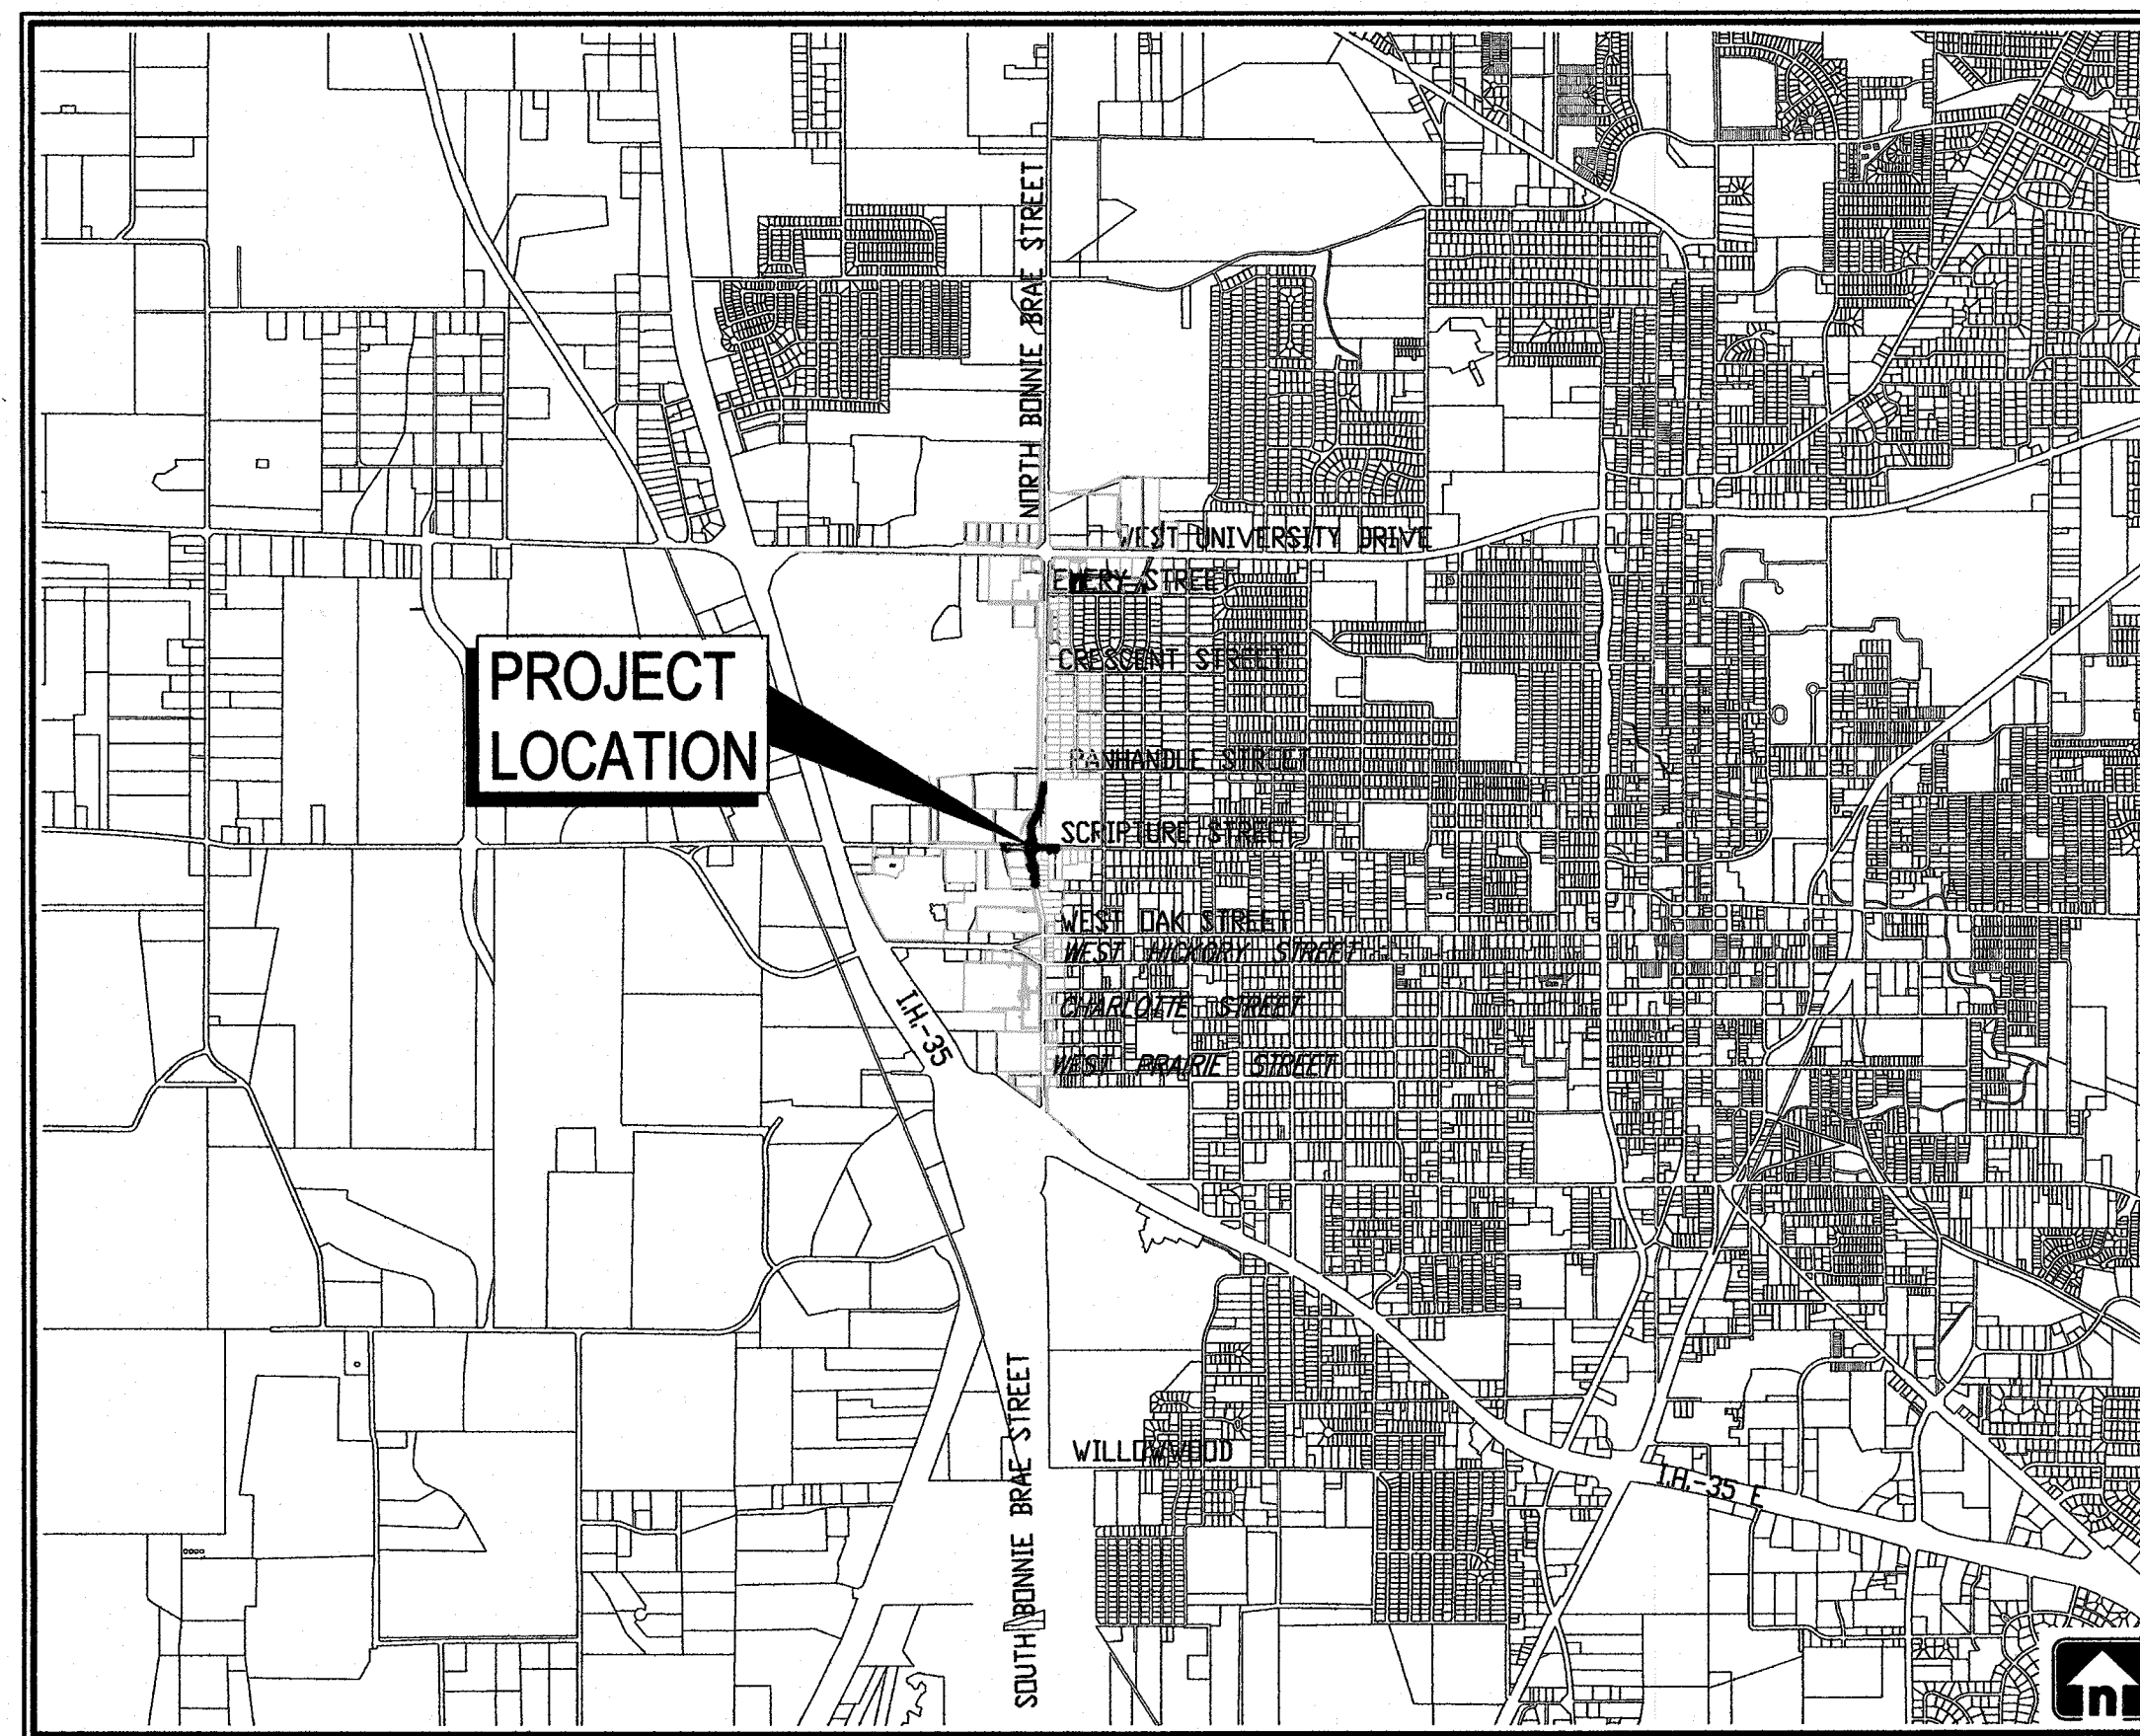 NORTH BONNIE BRAE STREET
WEST UNIVERSITY DRIVE
EMERY STREET
CRESCENT STREET
PROJECT
LOCATION
PANHANDLE STREET
SCRIPTURE STREET
WEST OAK STREET
WEST HICKORY STREET
CHARLOTTE STREET
I.H.-35
WEST PRAIRIE STREET
SOUTH BONNIE BRAE STREET
WILLOWWOOD
I.H.-35 E
n